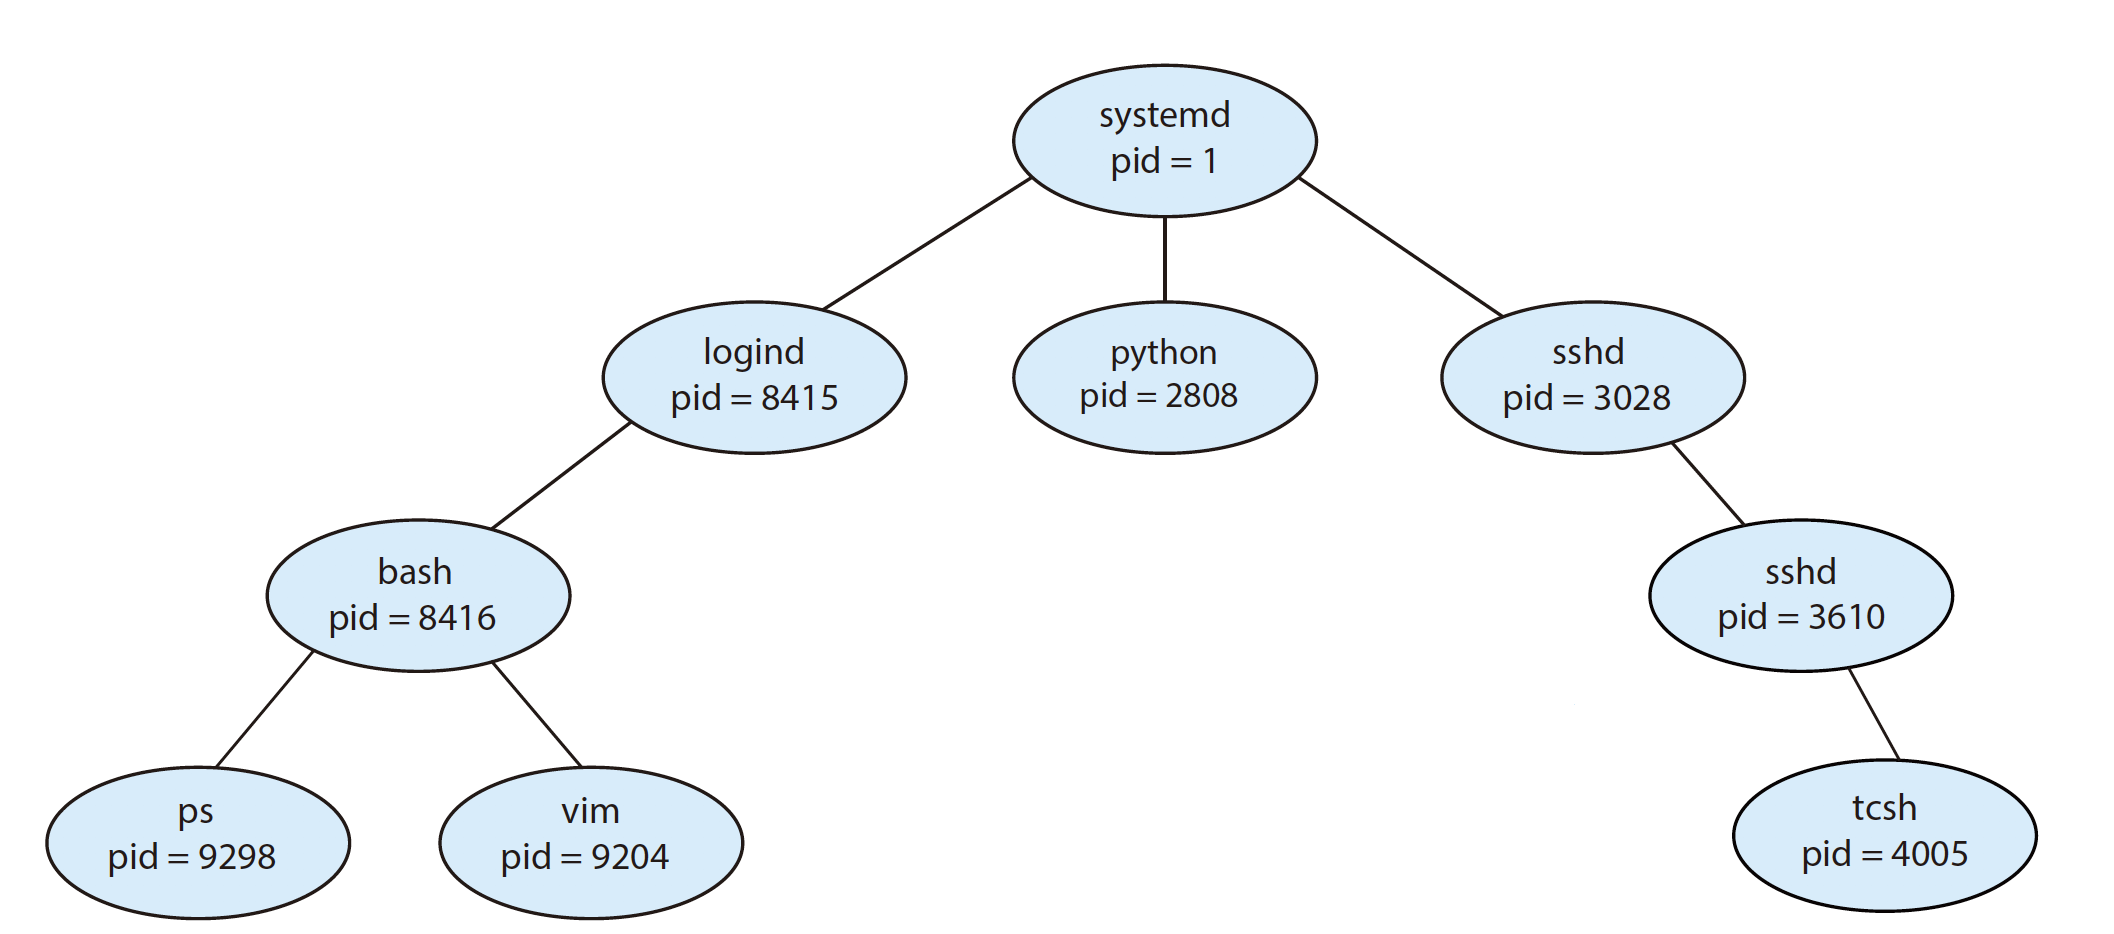 systemd
pid = 1
logind
pid = 8415
python
pid = 2808
sshd
pid = 3028
bash
pid = 8416
sshd
pid = 3610
ps
pid = 9298
vim
pid = 9204
tcsh
pid = 4005